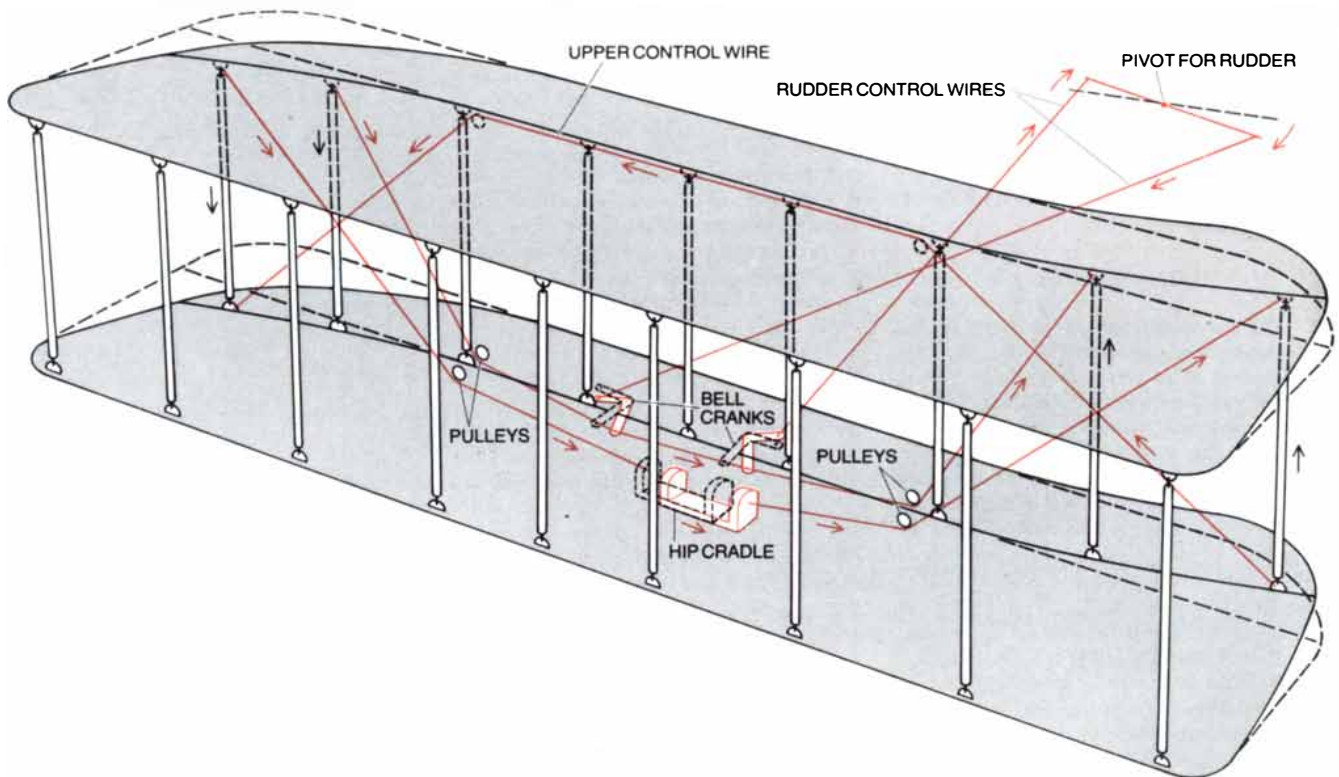 UPPER CONTROL WIRE
PIVOT FOR RUDDER
RUDDER CONTROL WIRES
BELL
CRANKS
PULLEYS
PULLEYS
HIP CRADLE